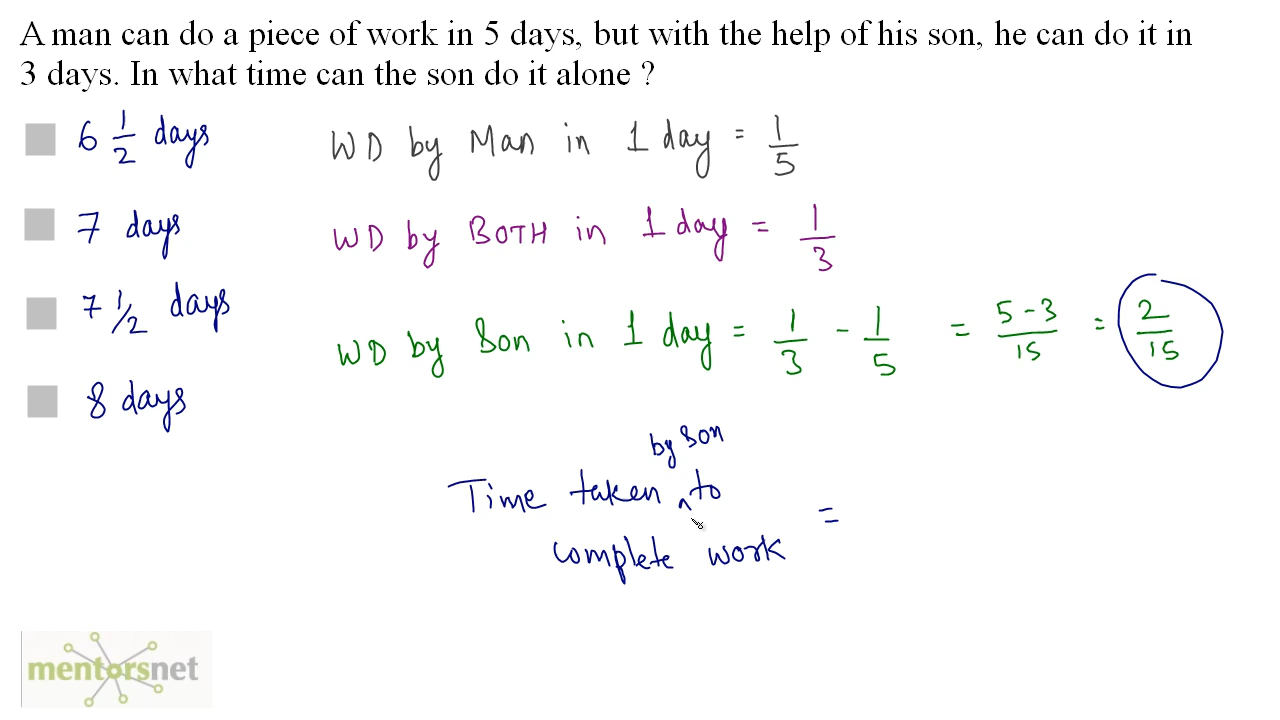 A man can do a piece of work in 5 days, but with the help of his son, he can do it in
3 days. In what time can the son do it alone ?
6 1/2 days
7 days
7 1/2 days
8 days
WD by Man in 1 day = 1/5
WD by BOTH in 1 day = 1/3
WD by Son in 1 day = 1/3 - 1/5 = 5-3/15 = 2/15
by Son
Time taken ^ to
complete work =
mentorsnet